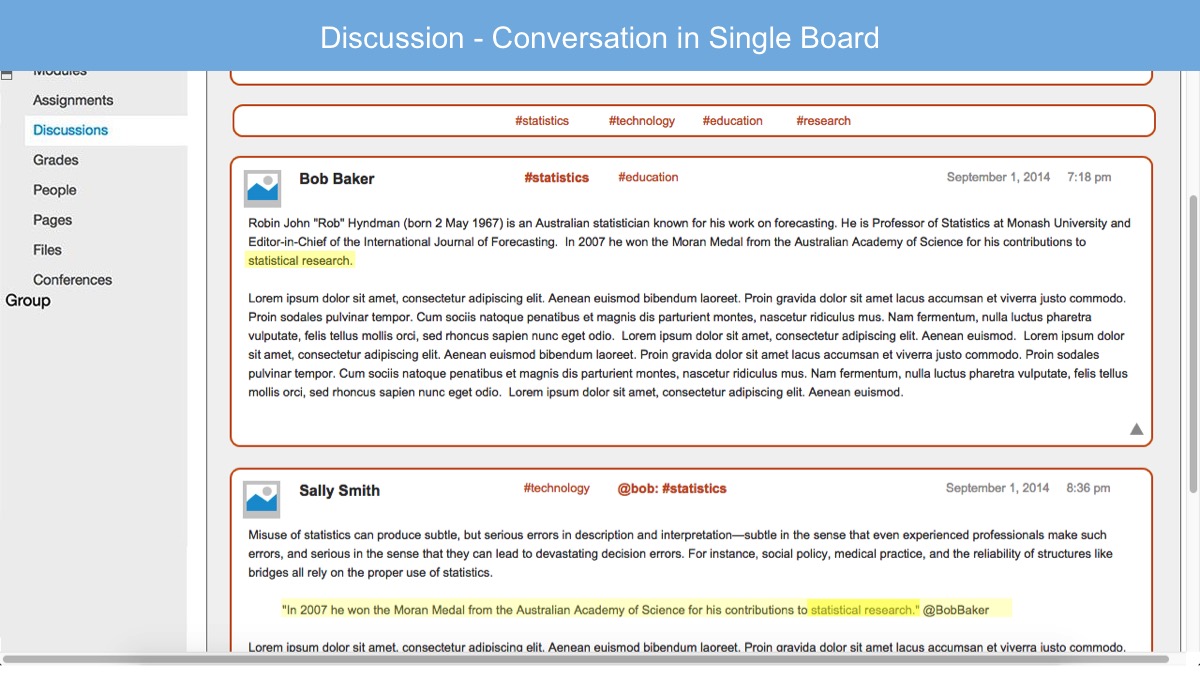 Discussion - Conversation in Single Board
Modules
Assignments
Discussions
Grades
People
Pages
Files
Conferences
Group
#statistics #technology #education #research
Bob Baker #statistics #education September 1, 2014 7:18 pm
Robin John "Rob" Hyndman (born 2 May 1967) is an Australian statistician known for his work on forecasting. He is Professor of Statistics at Monash University and
Editor-in-Chief of the International Journal of Forecasting. In 2007 he won the Moran Medal from the Australian Academy of Science for his contributions to
statistical research.
Lorem ipsum dolor sit amet, consectetur adipiscing elit. Aenean euismod bibendum laoreet. Proin gravida dolor sit amet lacus accumsan et viverra justo commodo.
Proin sodales pulvinar tempor. Cum sociis natoque penatibus et magnis dis parturient montes, nascetur ridiculus mus. Nam fermentum, nulla luctus pharetra
vulputate, felis tellus mollis orci, sed rhoncus sapien nunc eget odio. Lorem ipsum dolor sit amet, consectetur adipiscing elit. Aenean euismod. Lorem ipsum dolor
sit amet, consectetur adipiscing elit. Aenean euismod bibendum laoreet. Proin gravida dolor sit amet lacus accumsan et viverra justo commodo. Proin sodales
pulvinar tempor. Cum sociis natoque penatibus et magnis dis parturient montes, nascetur ridiculus mus. Nam fermentum, nulla luctus pharetra vulputate, felis tellus
mollis orci, sed rhoncus sapien nunc eget odio. Lorem ipsum dolor sit amet, consectetur adipiscing elit. Aenean euismod.
Sally Smith #technology @bob: #statistics September 1, 2014 8:36 pm
Misuse of statistics can produce subtle, but serious errors in description and interpretation—subtle in the sense that even experienced professionals make such
errors, and serious in the sense that they can lead to devastating decision errors. For instance, social policy, medical practice, and the reliability of structures like
bridges all rely on the proper use of statistics.
"In 2007 he won the Moran Medal from the Australian Academy of Science for his contributions to statistical research." @BobBaker
Lorem ipsum dolor sit amet, consectetur adipiscing elit. Aenean euismod bibendum laoreet. Proin gravida dolor sit amet lacus accumsan et viverra justo commodo.